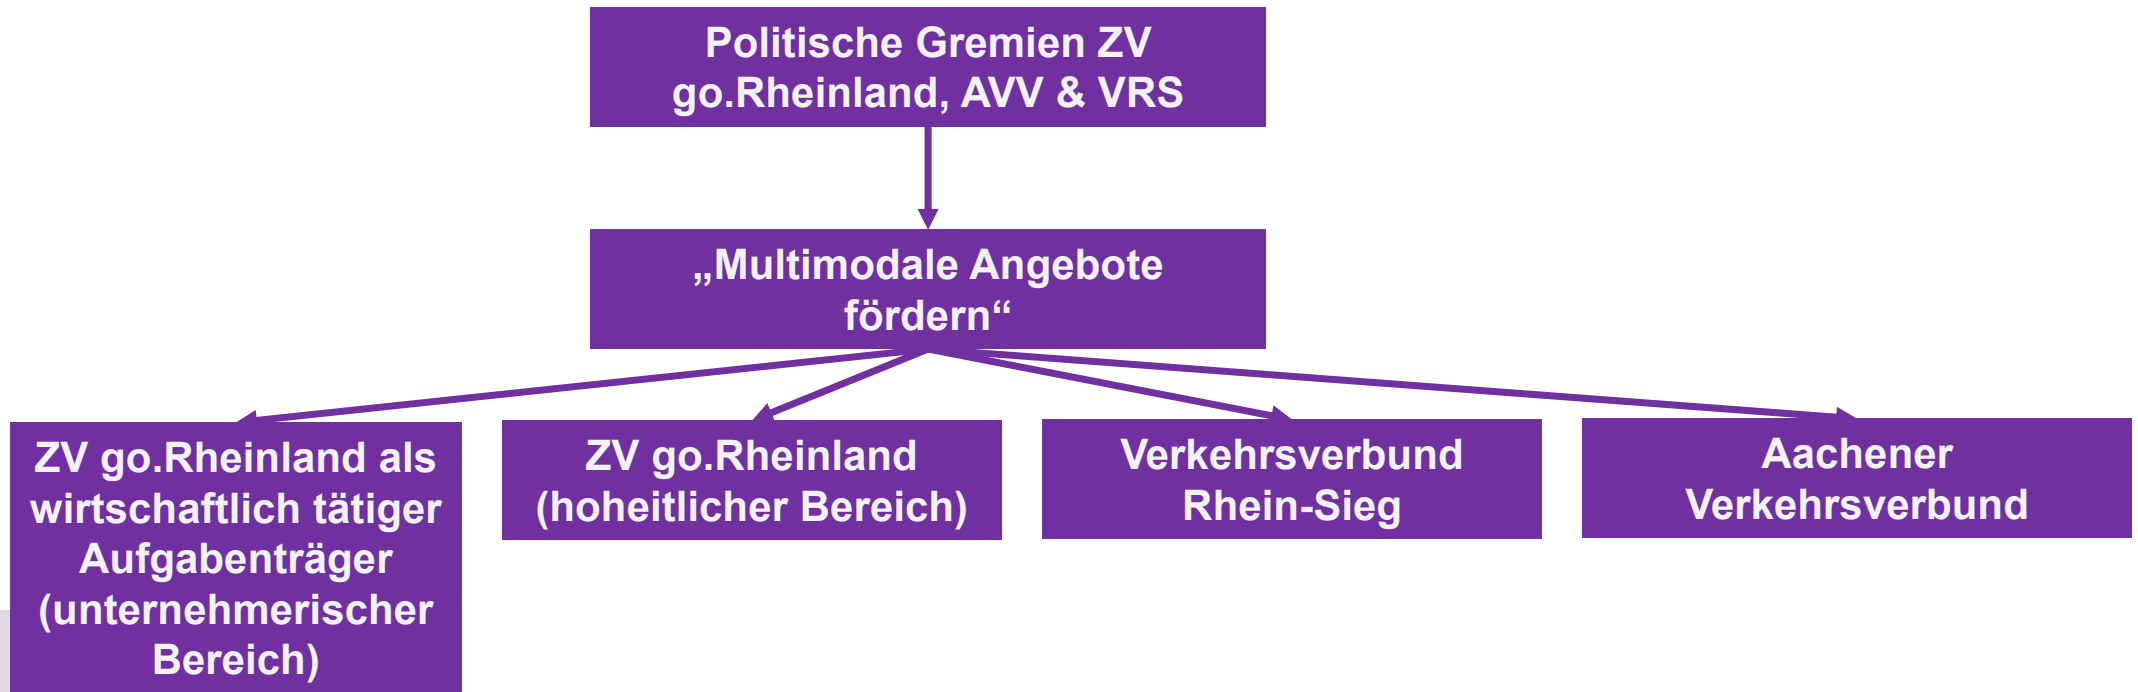 Politische Gremien ZV
go.Rheinland, AVV & VRS
„Multimodale Angebote
fördern“
ZV go.Rheinland als
wirtschaftlich tätiger
Aufgabenträger
(unternehmerischer
Bereich)
ZV go.Rheinland
(hoheitlicher Bereich)
Verkehrsverbund
Rhein-Sieg
Aachener
Verkehrsverbund